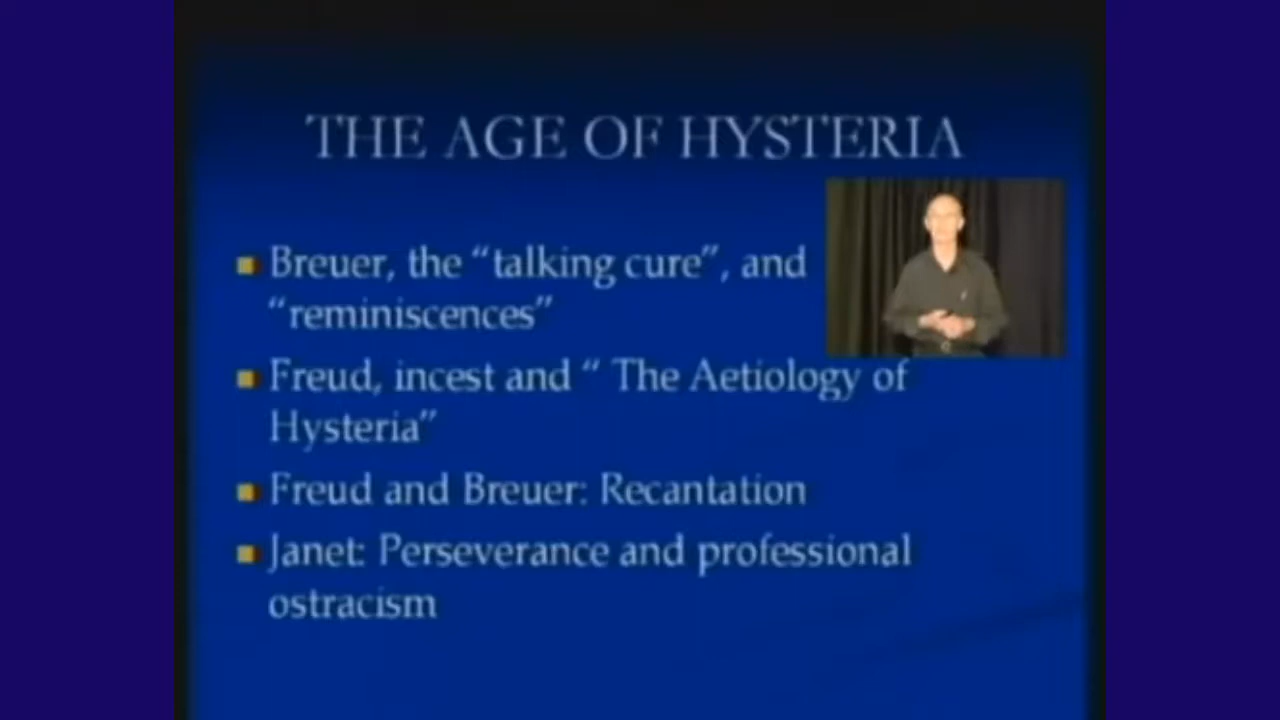 THE AGE OF HYSTERIA
Breuer, the “talking cure”, and
“reminiscences”
Freud, incest and “ The Aetiology of
Hysteria”
Freud and Breuer: Recantation
Janet: Perseverance and professional
ostracism